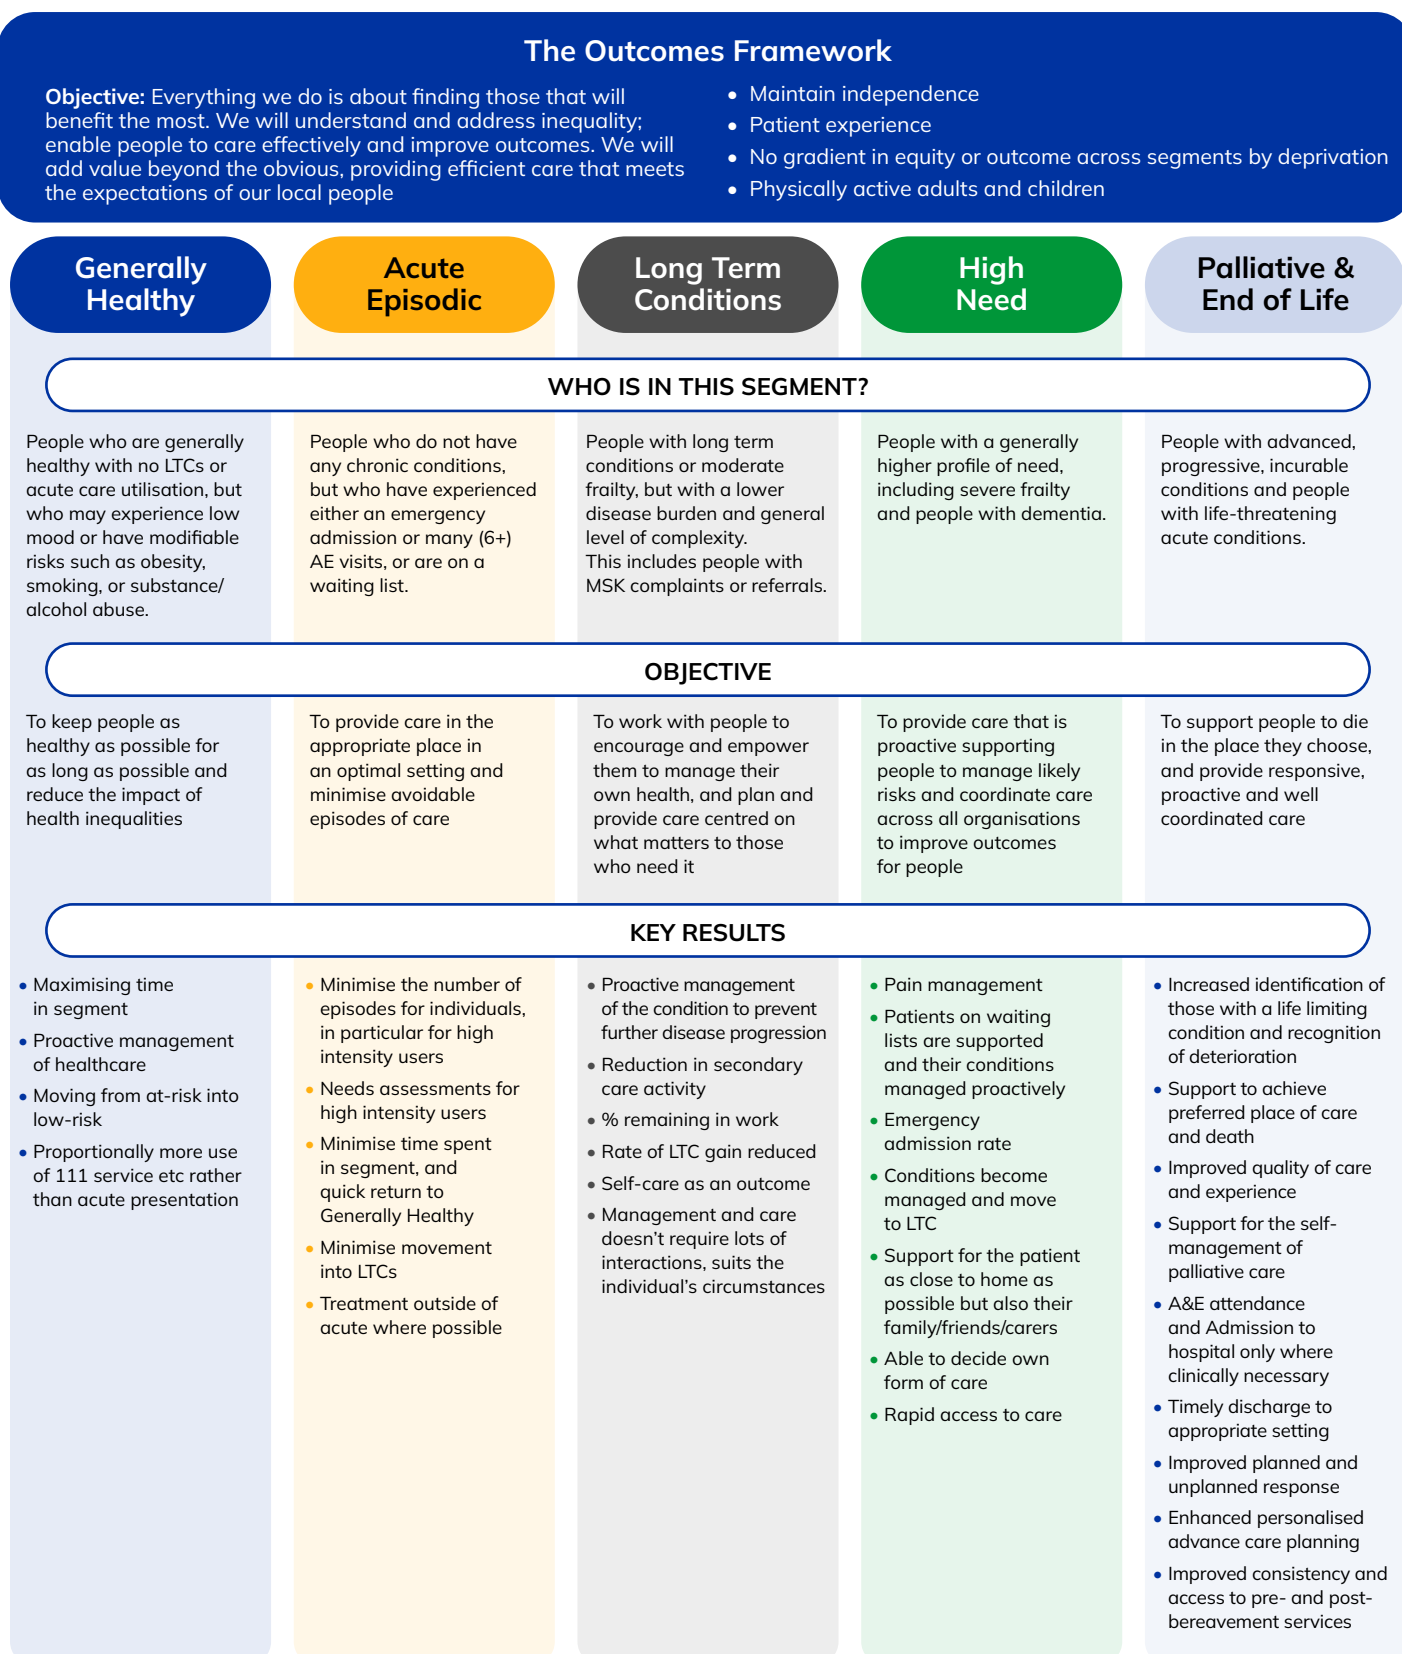 The Outcomes Framework
Objective: Everything we do is about finding those that will
benefit the most. We will understand and address inequality;
enable people to care effectively and improve outcomes. We will
add value beyond the obvious, providing efficient care that meets
the expectations of our local people
• Maintain independence
• Patient experience
• No gradient in equity or outcome across segments by deprivation
• Physically active adults and children
Generally
Healthy
Acute
Episodic
Long Term
Conditions
High
Need
Palliative &
End of Life
WHO IS IN THIS SEGMENT?
People who are generally
healthy with no LTCs or
acute care utilisation, but
who may experience low
mood or have modifiable
risks such as obesity,
smoking, or substance/
alcohol abuse.
People who do not have
any chronic conditions,
but who have experienced
either an emergency
admission or many (6+)
AE visits, or are on a
waiting list.
People with long term
conditions or moderate
frailty, but with a lower
disease burden and general
level of complexity.
This includes people with
MSK complaints or referrals.
People with a generally
higher profile of need,
including severe frailty
and people with dementia.
People with advanced,
progressive, incurable
conditions and people
with life-threatening
acute conditions.
OBJECTIVE
To keep people as
healthy as possible for
as long as possible and
reduce the impact of
health inequalities
To provide care in the
appropriate place in
an optimal setting and
minimise avoidable
episodes of care
To work with people to
encourage and empower
them to manage their
own health, and plan and
provide care centred on
what matters to those
who need it
To provide care that is
proactive supporting
people to manage likely
risks and coordinate care
across all organisations
to improve outcomes
for people
To support people to die
in the place they choose,
and provide responsive,
proactive and well
coordinated care
KEY RESULTS
• Maximising time
in segment
• Proactive management
of healthcare
• Moving from at-risk into
low-risk
• Proportionally more use
of 111 service etc rather
than acute presentation
• Minimise the number of
episodes for individuals,
in particular for high
intensity users
• Needs assessments for
high intensity users
• Minimise time spent
in segment, and
quick return to
Generally Healthy
• Minimise movement
into LTCs
• Treatment outside of
acute where possible
• Proactive management
of the condition to prevent
further disease progression
• Reduction in secondary
care activity
• % remaining in work
• Rate of LTC gain reduced
• Self-care as an outcome
• Management and care
doesn't require lots of
interactions, suits the
individual's circumstances
• Pain management
• Patients on waiting
lists are supported
and their conditions
managed proactively
• Emergency
admission rate
• Conditions become
managed and move
to LTC
• Support for the patient
as close to home as
possible but also their
family/friends/carers
• Able to decide own
form of care
• Rapid access to care
• Increased identification of
those with a life limiting
condition and recognition
of deterioration
• Support to achieve
preferred place of care
and death
• Improved quality of care
and experience
• Support for the self-
management of
palliative care
• A&E attendance
and Admission to
hospital only where
clinically necessary
• Timely discharge to
appropriate setting
• Improved planned and
unplanned response
• Enhanced personalised
advance care planning
• Improved consistency and
access to pre- and post-
bereavement services